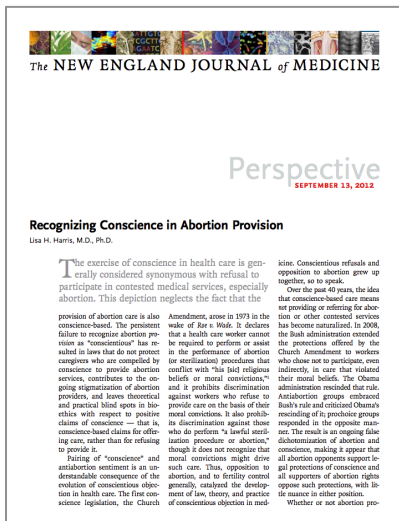 The NEW ENGLAND JOURNAL of MEDICINE
Perspective
SEPTEMBER 13, 2012
Recognizing Conscience in Abortion Provision
Lisa H. Harris, M.D., Ph.D.
The exercise of conscience in health care is gen-
erally considered synonymous with refusal to
participate in contested medical services, especially
abortion. This depiction neglects the fact that the
provision of abortion care is also
conscience-based. The persistent
failure to recognize abortion pro-
vision as “conscientious” has re-
sulted in laws that do not protect
caregivers who are compelled by
conscience to provide abortion
services, contributes to the on-
going stigmatization of abortion
providers, and leaves theoretical
and practical blind spots in bio-
ethics with respect to positive
claims of conscience — that is,
conscience-based claims for offer-
ing care, rather than for refusing
to provide it.
Pairing of “conscience” and
antiabortion sentiment is an un-
derstandable consequence of the
evolution of conscientious objec-
tion in health care. The first con-
science legislation, the Church
Amendment, arose in 1973 in the
wake of Roe v. Wade. It declares
that a health care worker cannot
be required to perform or assist
in the performance of abortion
(or sterilization) procedures that
conflict with “his [sic] religious
beliefs or moral convictions,”1
and it prohibits discrimination
against workers who refuse to
provide care on the basis of their
moral convictions. It also prohib-
its discrimination against those
who do perform “a lawful steril-
ization procedure or abortion,”
though it does not recognize that
moral convictions might drive
such care. Thus, opposition to
abortion, and to fertility control
generally, catalyzed the develop-
ment of law, theory, and practice
of conscientious objection in med-
icine. Conscientious refusals and
opposition to abortion grew up
together, so to speak.
Over the past 40 years, the idea
that conscience-based care means
not providing or referring for abor-
tion or other contested services
has become naturalized. In 2008,
the Bush administration extended
the protections offered by the
Church Amendment to workers
who chose not to participate, even
indirectly, in care that violated
their moral beliefs. The Obama
administration rescinded that rule.
Antiabortion groups embraced
Bush’s rule and criticized Obama’s
rescinding of it; prochoice groups
responded in the opposite man-
ner. The result is an ongoing false
dichotomization of abortion and
conscience, making it appear that
all abortion opponents support le-
gal protections of conscience and
all supporters of abortion rights
oppose such protections, with lit-
tle nuance in either position.
Whether or not abortion pro-